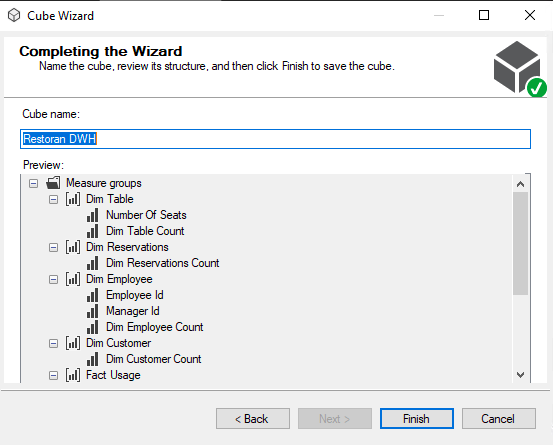 Cube Wizard
Completing the Wizard
Name the cube, review its structure, and then click Finish to save the cube.
Cube name:
Restoran DWH
Preview:
Measure groups
Dim Table
Number Of Seats
Dim Table Count
Dim Reservations
Dim Reservations Count
Dim Employee
Employee Id
Manager Id
Dim Employee Count
Dim Customer
Dim Customer Count
Fact Usage
< Back
Next >
Finish
Cancel